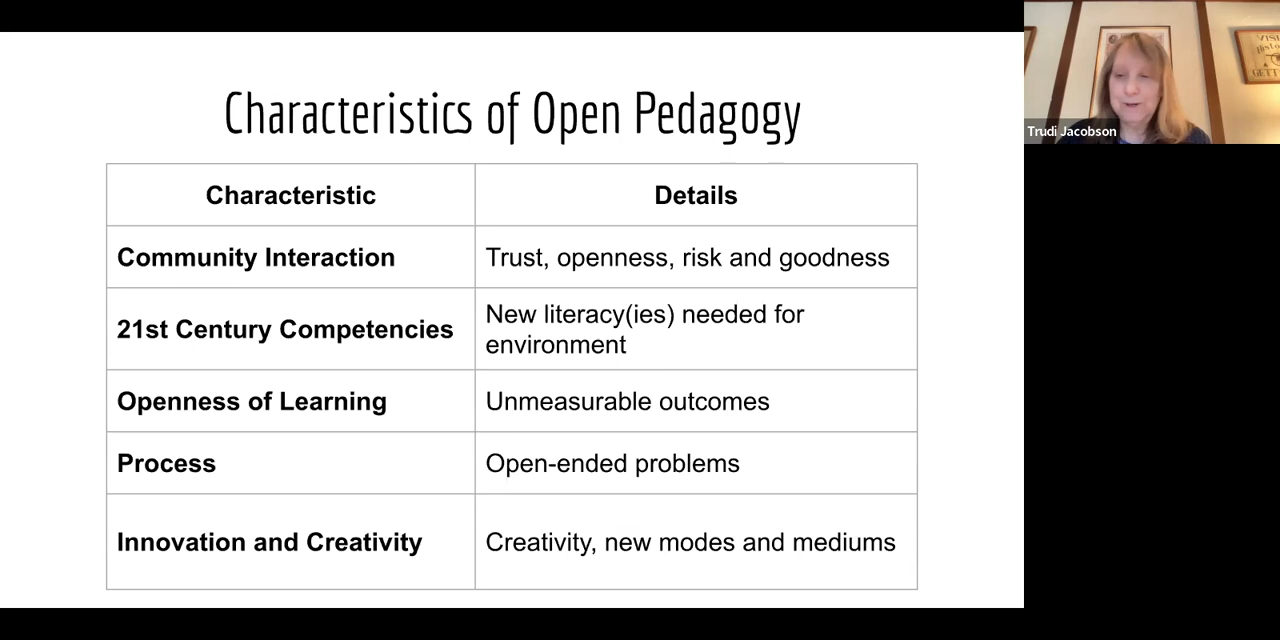 Characteristics of Open Pedagogy
Characteristic
Details
Community Interaction
Trust, openness, risk and goodness
21st Century Competencies
New literacy(ies) needed for
environment
Openness of Learning
Unmeasurable outcomes
Process
Open-ended problems
Innovation and Creativity
Creativity, new modes and mediums
Trudi Jacobson